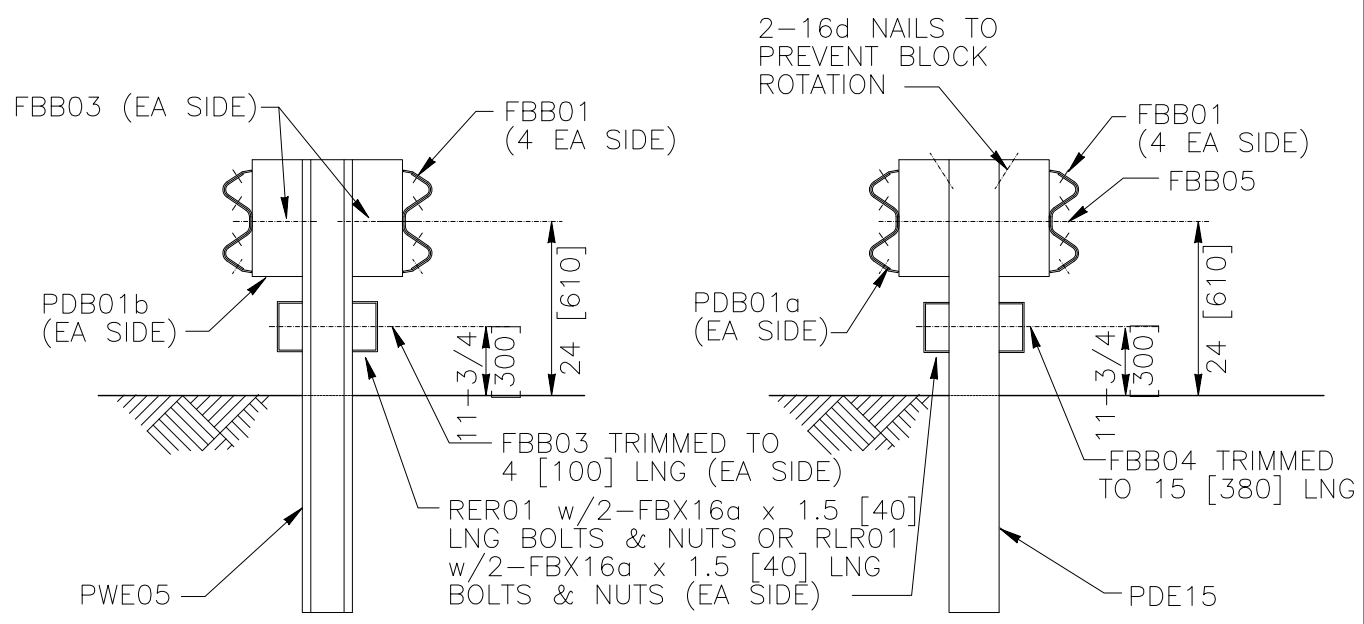 FBB03 (EA SIDE)
FBB01
(4 EA SIDE)
PDB01b
(EA SIDE)
24 [610]
11-3/4
[300]
FBB03 TRIMMED TO
4 [100] LNG (EA SIDE)
RER01 w/2-FBX16a x 1.5 [40]
LNG BOLTS & NUTS OR RLR01
w/2-FBX16a x 1.5 [40] LNG
BOLTS & NUTS (EA SIDE)
PWE05
2-16d NAILS TO
PREVENT BLOCK
ROTATION
FBB01
(4 EA SIDE)
FBB05
PDB01a
(EA SIDE)
24 [610]
11-3/4
[300]
FBB04 TRIMMED
TO 15 [380] LNG
PDE15